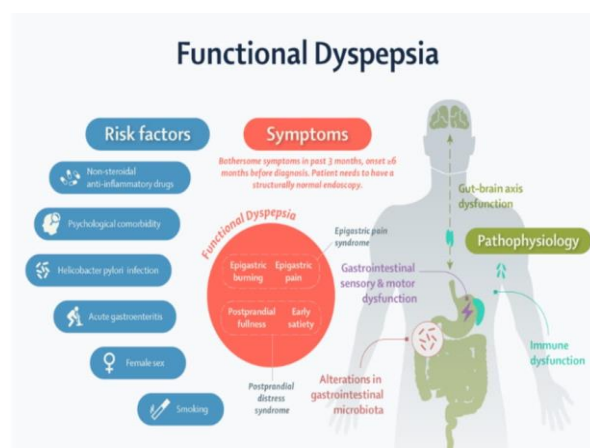 Functional Dyspepsia
Risk factors
Non-steroidal
anti-inflammatory drugs
Psychological comorbidity
Helicobacter pylori infection
Acute gastroenteritis
Female sex
Smoking
Symptoms
Bothersome symptoms in past 3 months, onset ≥6
months before diagnosis. Patient needs to have a
structurally normal endoscopy.
Functional Dyspepsia
Epigastric pain
syndrome
Epigastric
burning
Epigastric
pain
Postprandial
fullness
Early
satiety
Postprandial
distress
syndrome
Gut-brain axis
dysfunction
Pathophysiology
Gastrointestinal
sensory & motor
dysfunction
Immune
dysfunction
Alterations in
gastrointestinal
microbiota